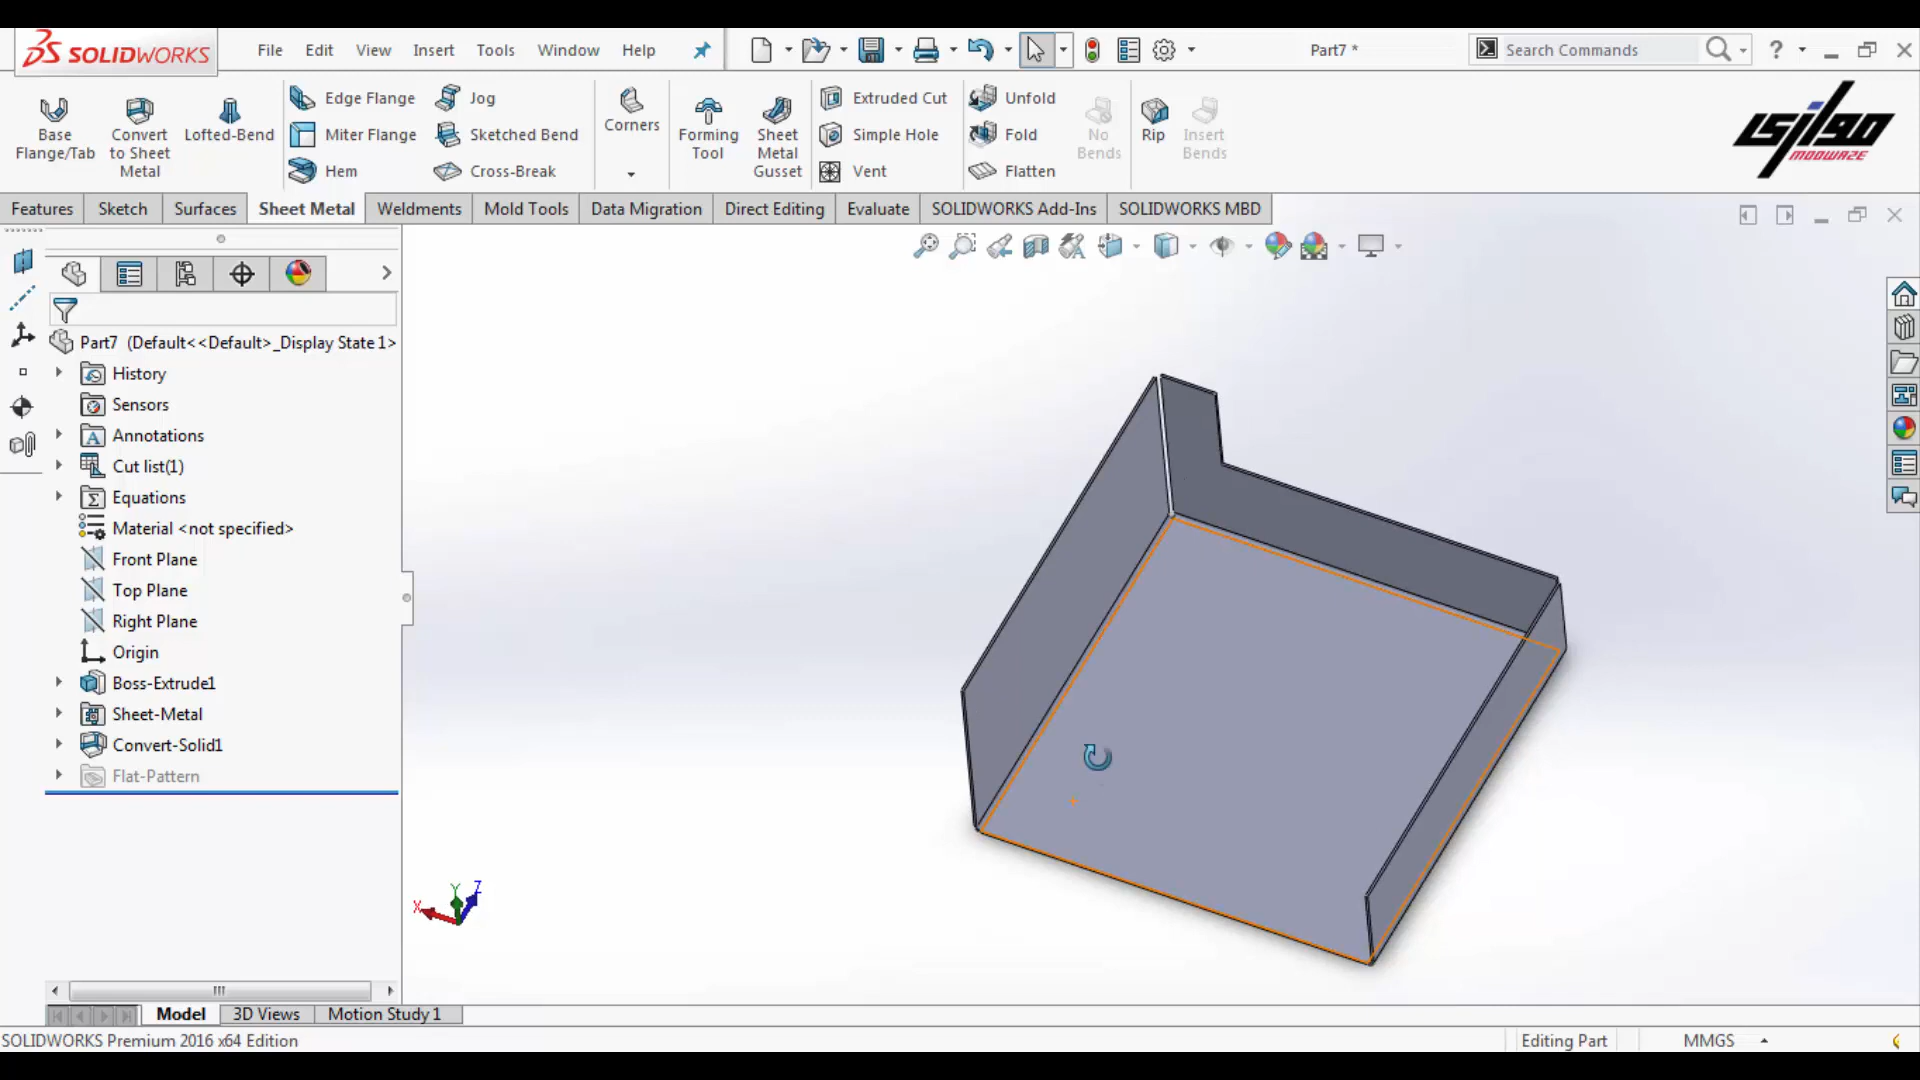 SOLIDWORKS
File Edit View Insert Tools Window Help
Part7 *
Search Commands
?
Base Flange/Tab
Convert to Sheet Metal
Lofted-Bend
Edge Flange
Miter Flange
Hem
Jog
Sketched Bend
Cross-Break
Corners
Forming Tool
Sheet Metal Gusset
Extruded Cut
Simple Hole
Vent
Unfold
Fold
Flatten
No Bends
Rip
Insert Bends
موازی
MOOWAZE
Features Sketch Surfaces Sheet Metal Weldments Mold Tools Data Migration Direct Editing Evaluate SOLIDWORKS Add-Ins SOLIDWORKS MBD
Part7 (Default<<Default>_Display State 1>
History
Sensors
Annotations
Cut list(1)
Equations
Material <not specified>
Front Plane
Top Plane
Right Plane
Origin
Boss-Extrude1
Sheet-Metal
Convert-Solid1
Flat-Pattern
X Y Z
Model 3D Views Motion Study 1
SOLIDWORKS Premium 2016 x64 Edition
Editing Part
MMGS